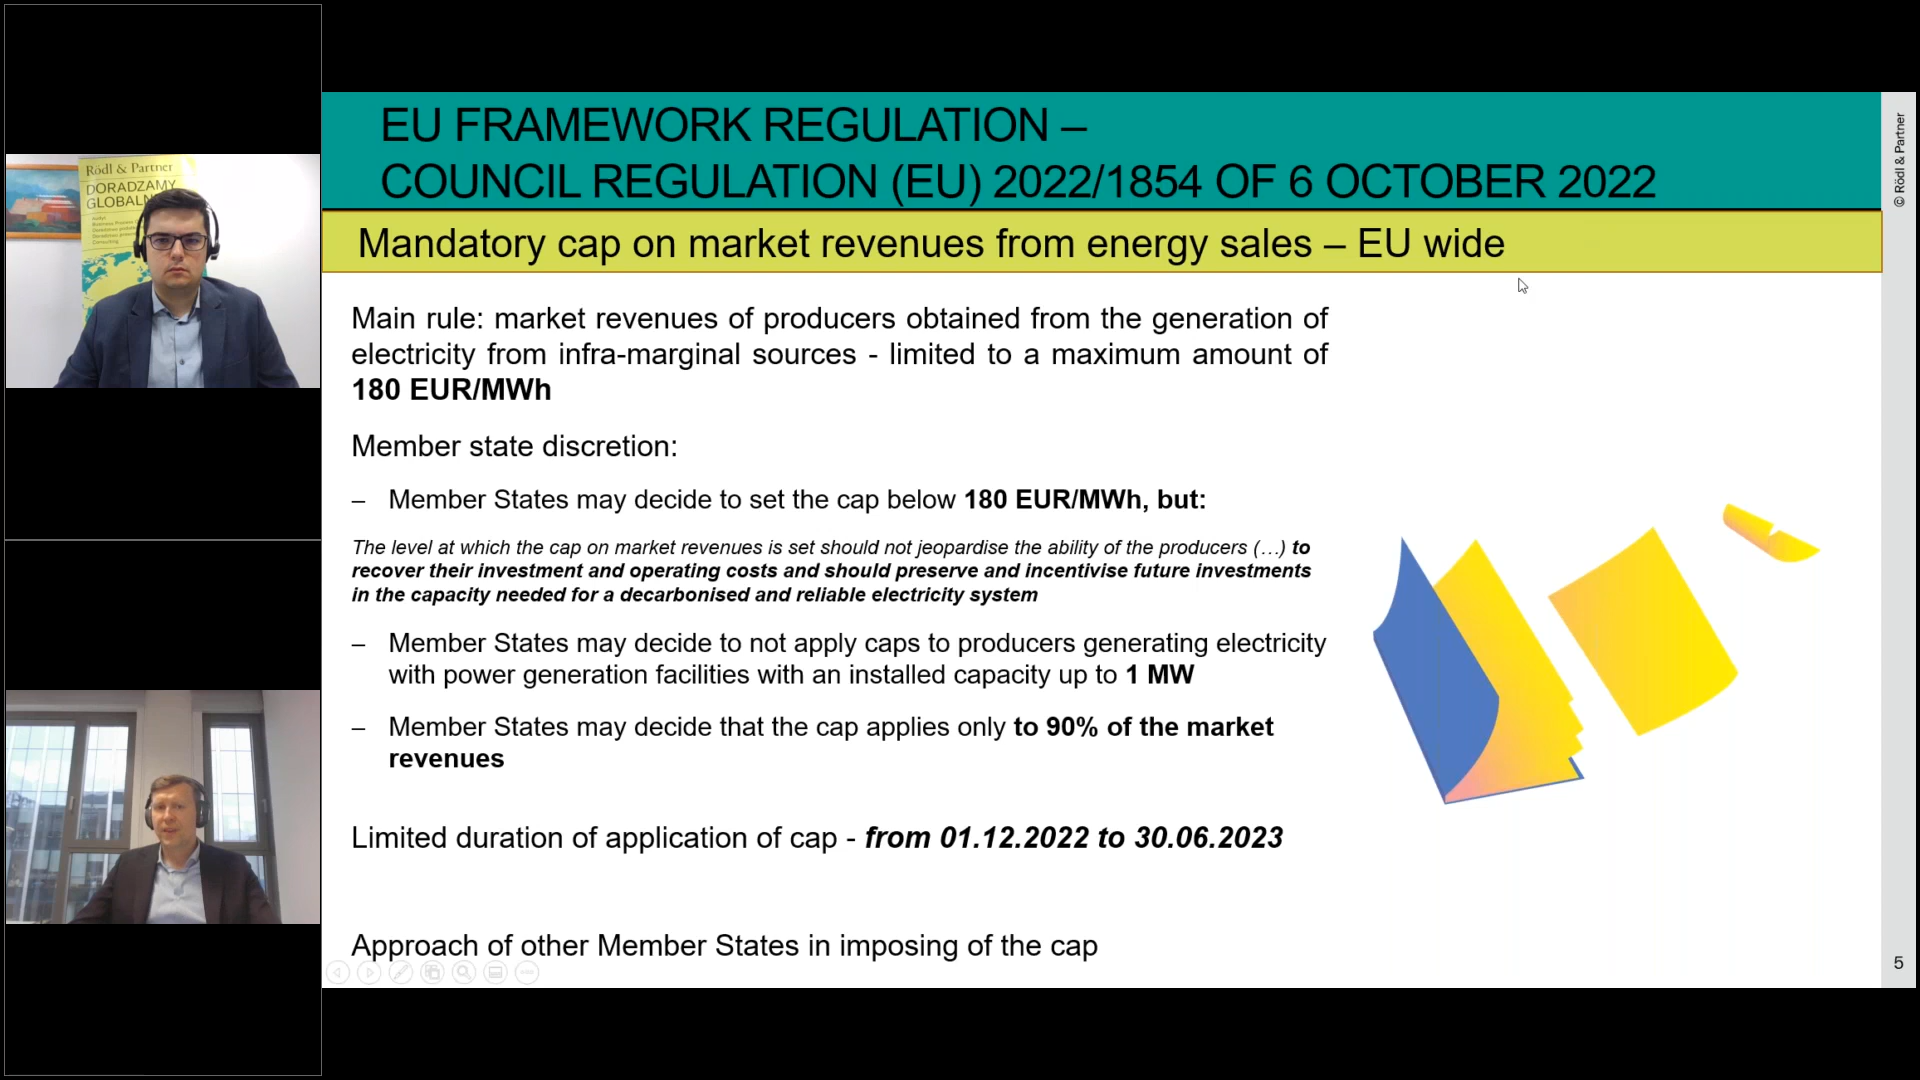 Rödl & Partner
DORADZAMY
EU FRAMEWORK REGULATION –
COUNCIL REGULATION (EU) 2022/1854 OF 6 OCTOBER 2022
Mandatory cap on market revenues from energy sales – EU wide
Main rule: market revenues of producers obtained from the generation of
electricity from infra-marginal sources - limited to a maximum amount of
180 EUR/MWh
Member state discretion:
– Member States may decide to set the cap below 180 EUR/MWh, but:
The level at which the cap on market revenues is set should not jeopardise the ability of the producers (…) to
recover their investment and operating costs and should preserve and incentivise future investments
in the capacity needed for a decarbonised and reliable electricity system
– Member States may decide to not apply caps to producers generating electricity
with power generation facilities with an installed capacity up to 1 MW
– Member States may decide that the cap applies only to 90% of the market
revenues
Limited duration of application of cap - from 01.12.2022 to 30.06.2023
Approach of other Member States in imposing of the cap
© Rödl & Partner
5